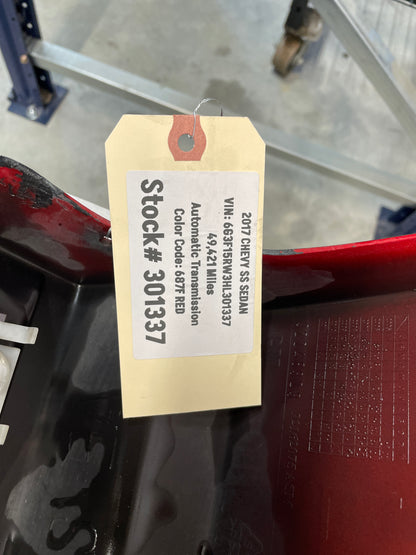 2017 CHEVY SS SEDAN
VIN: 6G3F15RW3HL301337
49,421 Miles
Automatic Transmission
Color Code: 687F RED
Stock# 301337